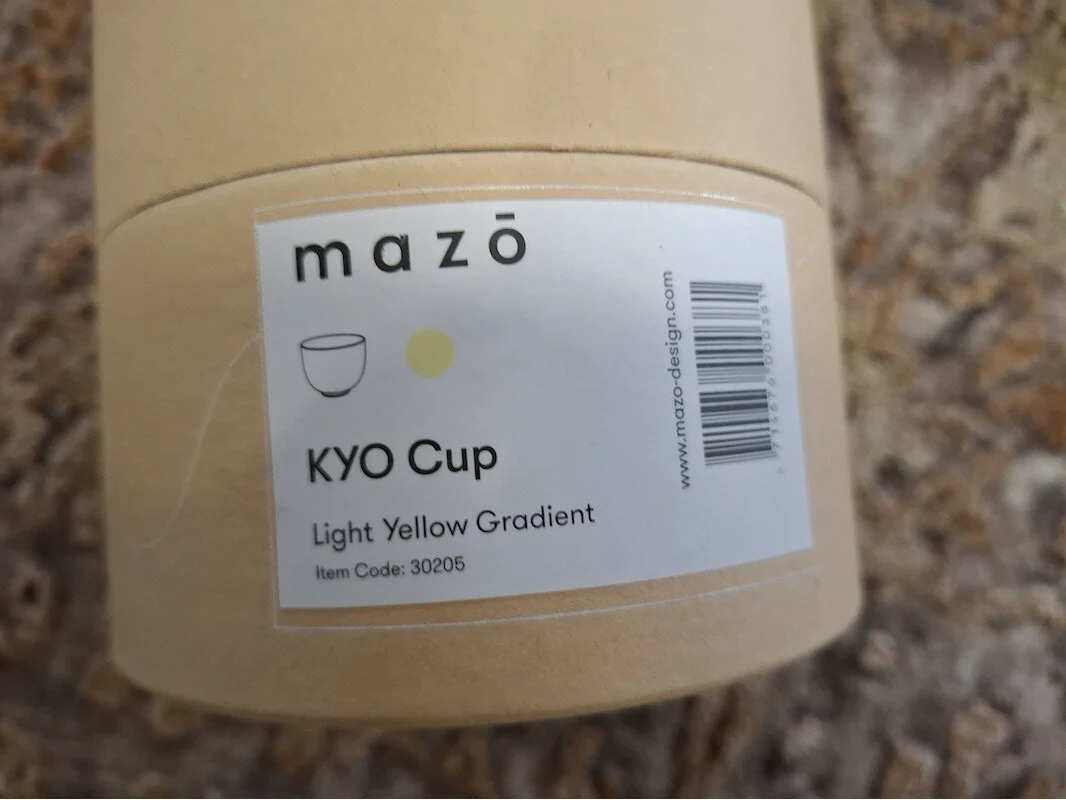 mazō
KYO Cup
Light Yellow Gradient
Item Code: 30205
www.mazo-design.com